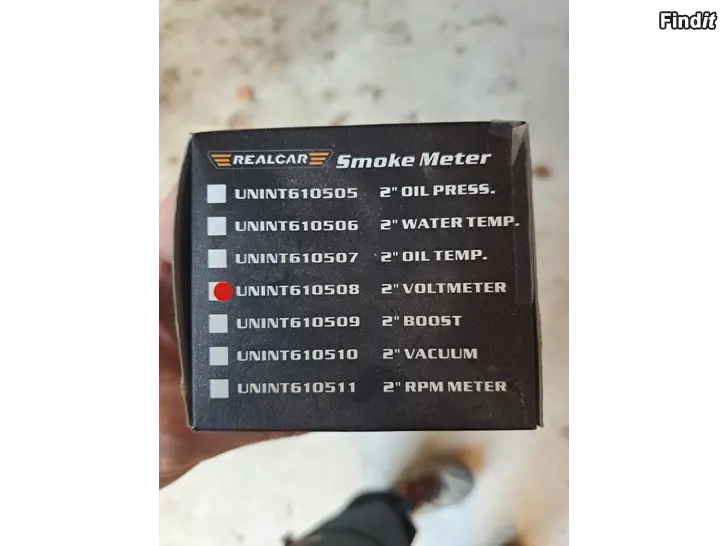 Findit
REALCAR Smoke Meter
UNINT610505 2" OIL PRESS.
UNINT610506 2" WATER TEMP.
UNINT610507 2" OIL TEMP.
UNINT610508 2" VOLTMETER
UNINT610509 2" BOOST
UNINT610510 2" VACUUM
UNINT610511 2" RPM METER